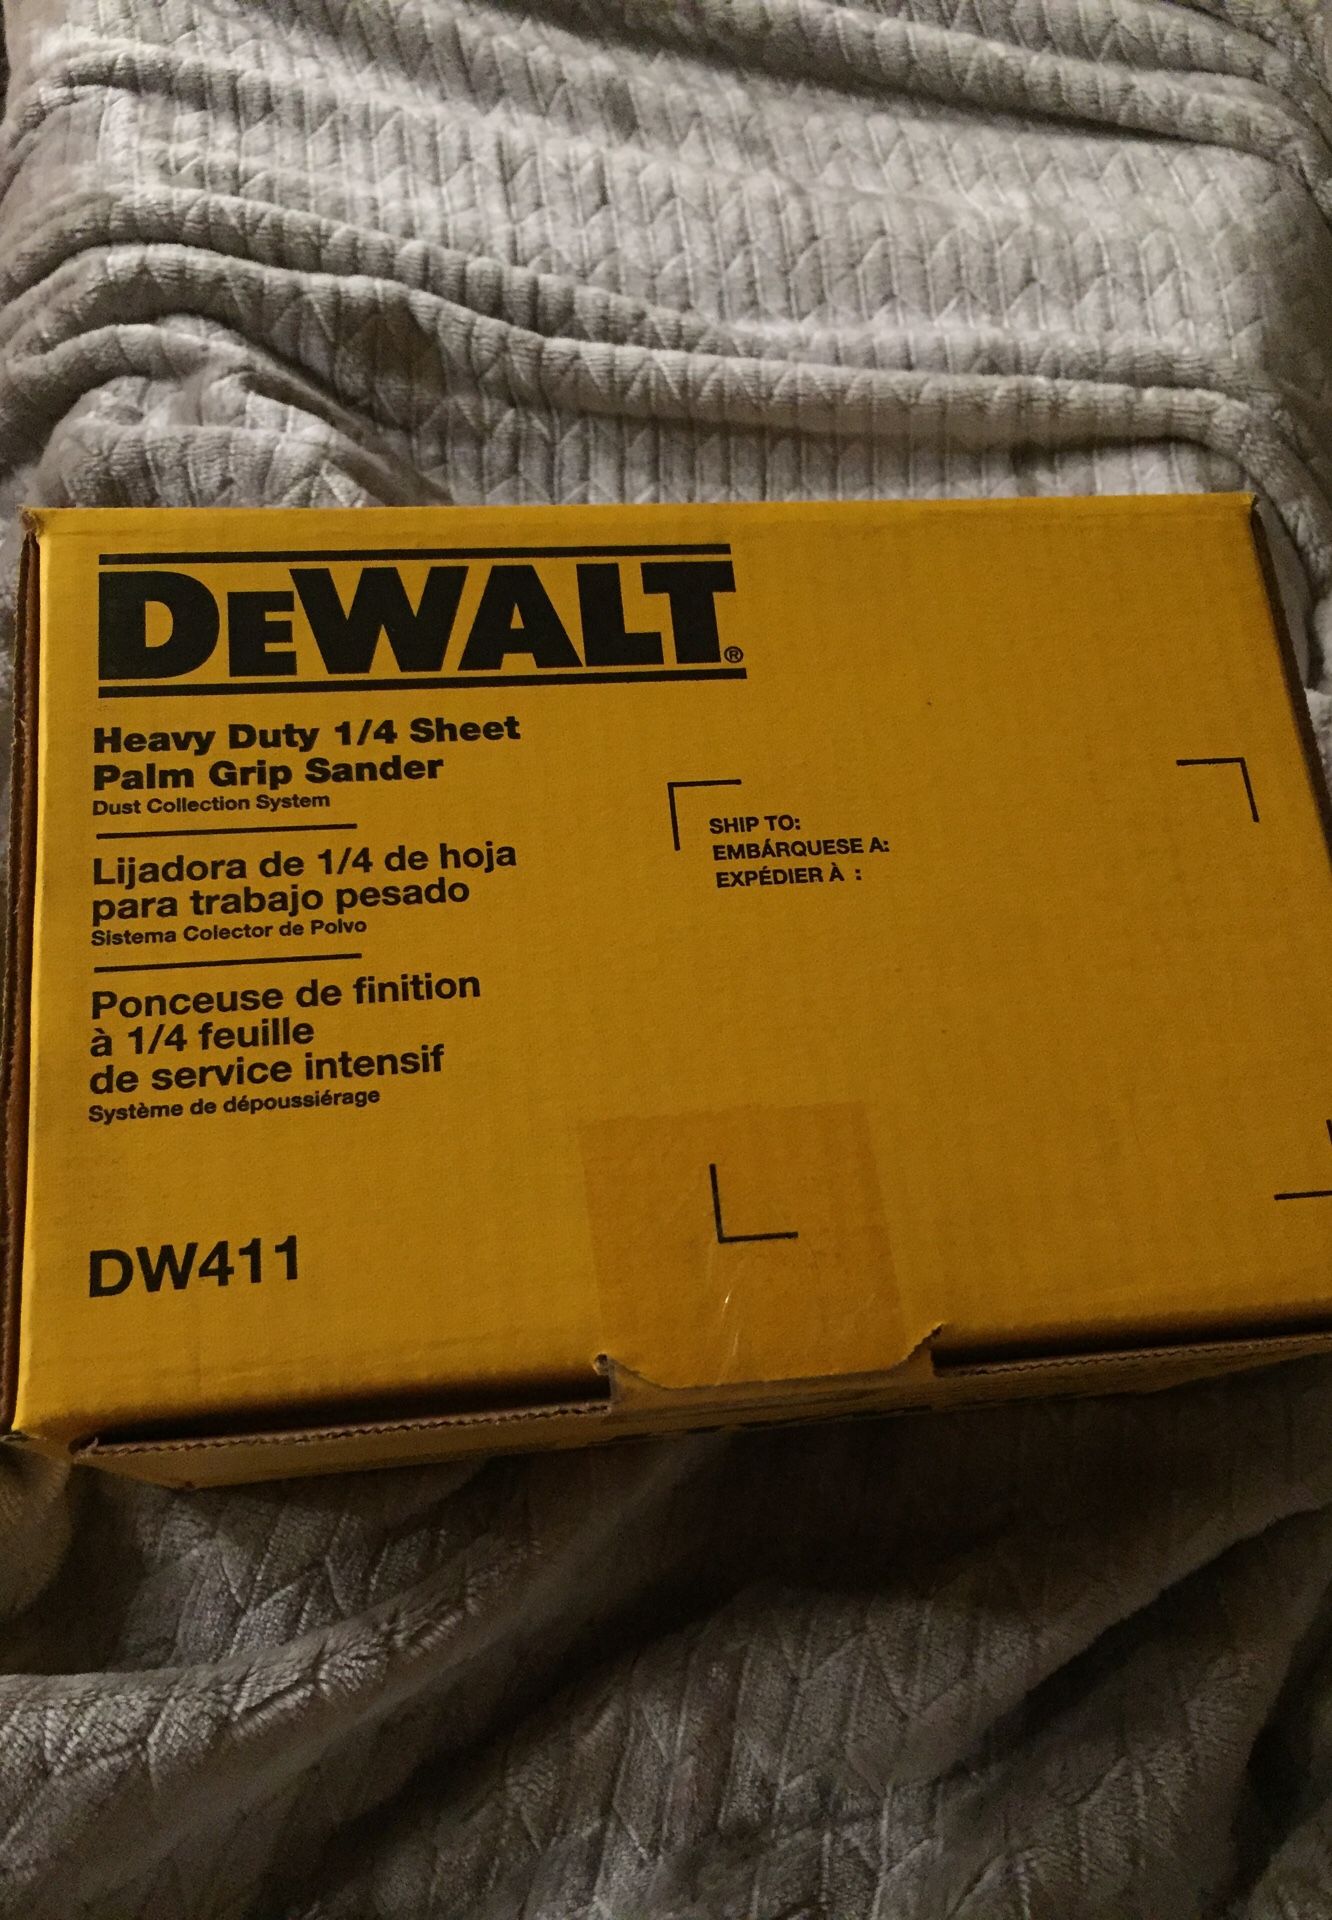 DEWALT®
Heavy Duty 1/4 Sheet
Palm Grip Sander
Dust Collection System
Lijadora de 1/4 de hoja
para trabajo pesado
Sistema Colector de Polvo
Ponceuse de finition
à 1/4 feuille
de service intensif
Système de dépoussiérage
DW411
SHIP TO:
EMBÁRQUESE A:
EXPÉDIER À :